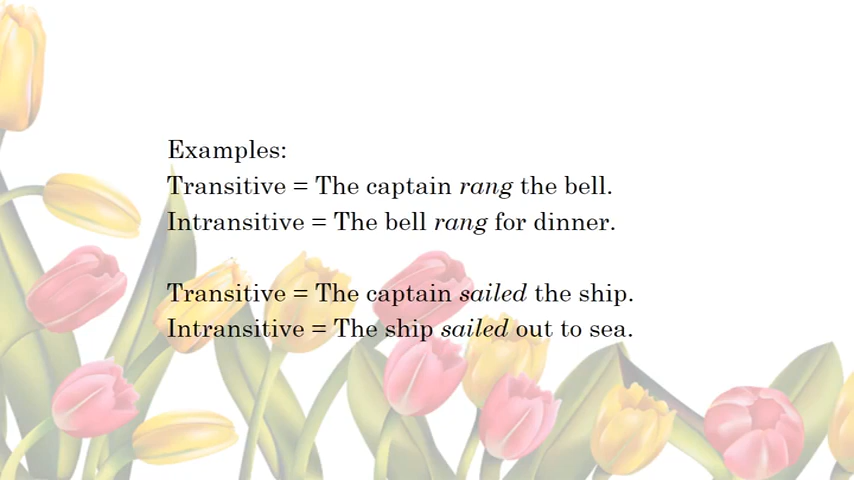 Examples:
Transitive = The captain rang the bell.
Intransitive = The bell rang for dinner.
Transitive = The captain sailed the ship.
Intransitive = The ship sailed out to sea.